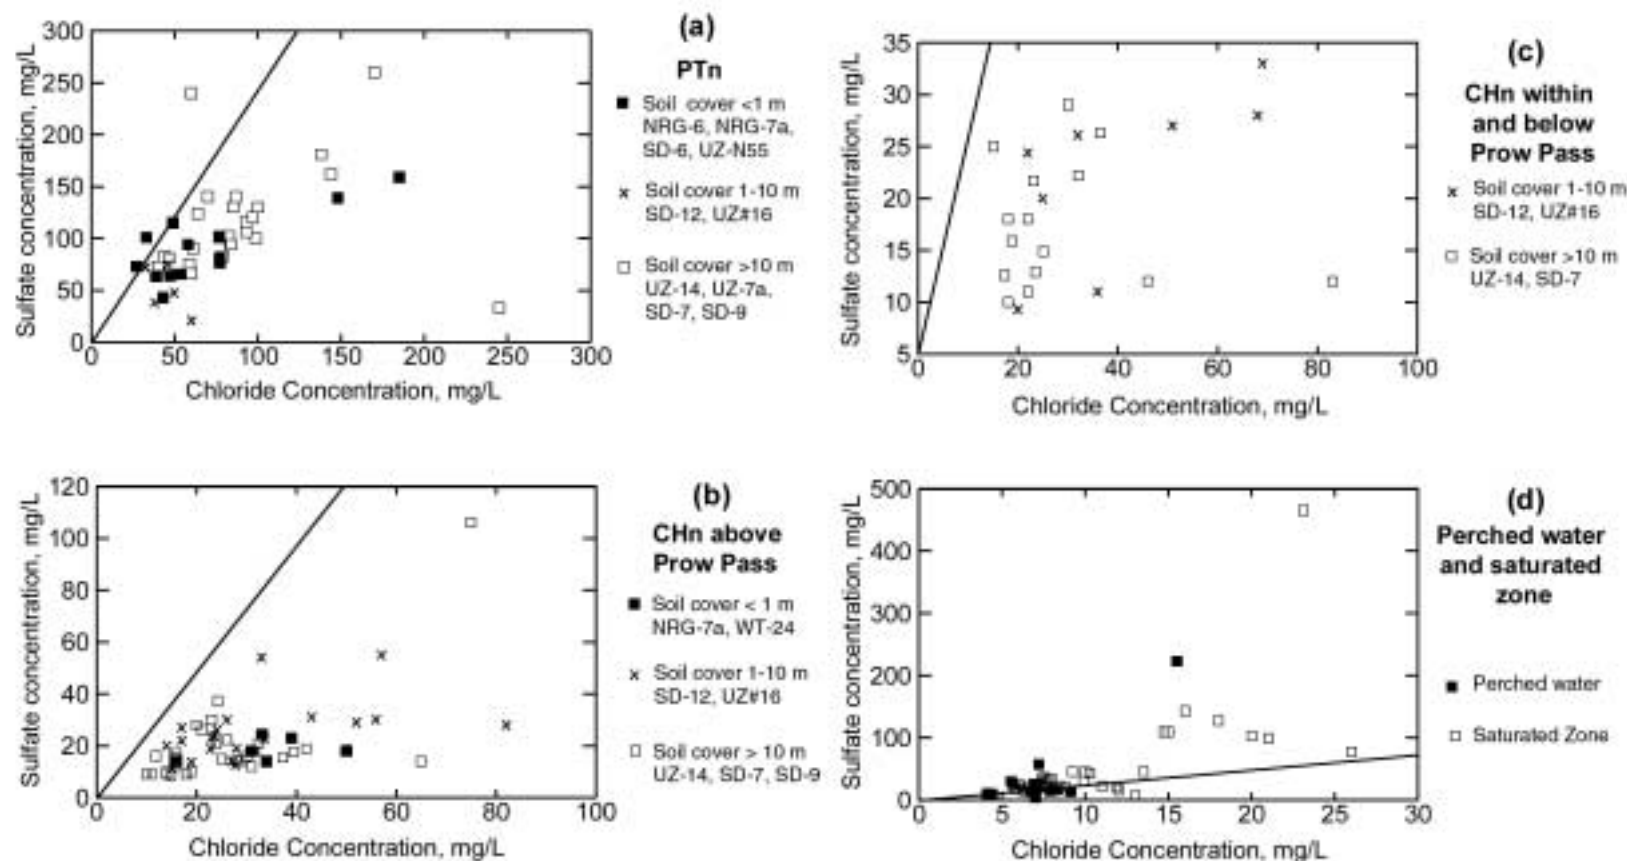 (a)
PTn
Soil cover <1 m
NRG-6, NRG-7a,
SD-6, UZ-N55
Soil cover 1-10 m
SD-12, UZ#16
Soil cover >10 m
UZ-14, UZ-7a,
SD-7, SD-9
Sulfate concentration, mg/L
300
250
200
150
100
50
0
0 50 100 150 200 250 300
Chloride Concentration, mg/L
(c)
CHn within
and below
Prow Pass
Soil cover 1-10 m
SD-12, UZ#16
Soil cover >10 m
UZ-14, SD-7
Sulfate concentration, mg/L
35
30
25
20
15
10
5
0 20 40 60 80 100
Chloride Concentration, mg/L
(b)
CHn above
Prow Pass
Soil cover < 1 m
NRG-7a, WT-24
Soil cover 1-10 m
SD-12, UZ#16
Soil cover > 10 m
UZ-14, SD-7, SD-9
Sulfate concentration, mg/L
120
100
80
60
40
20
0
0 20 40 60 80 100
Chloride Concentration, mg/L
(d)
Perched water
and saturated
zone
Perched water
Saturated Zone
Sulfate concentration, mg/L
500
400
300
200
100
0
5 10 15 20 25 30
Chloride Concentration, mg/L